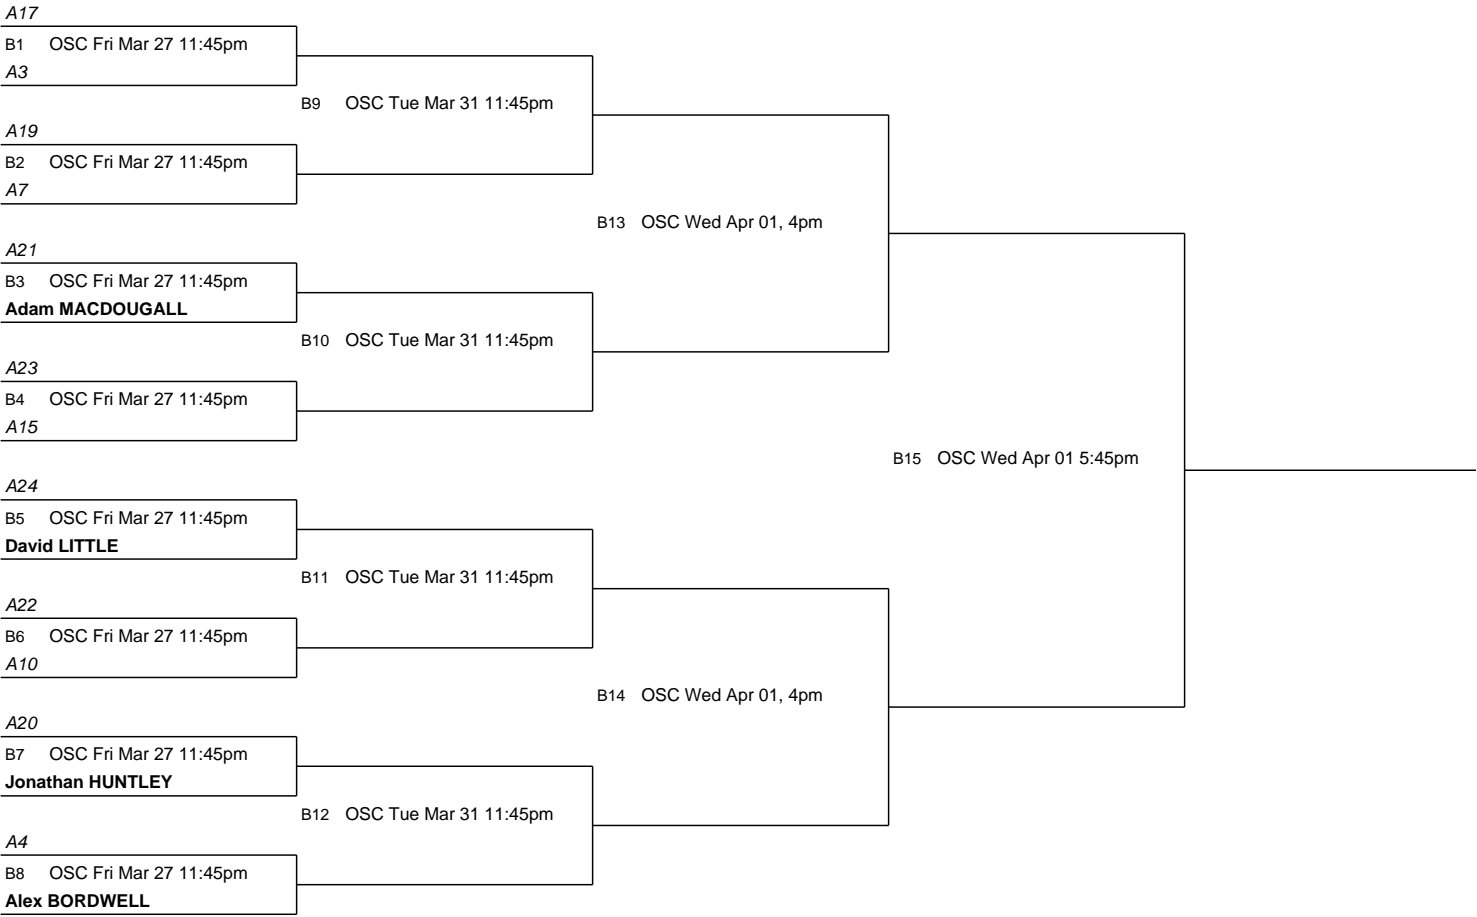 A17
B1 OSC Fri Mar 27 11:45pm
A3
B9 OSC Tue Mar 31 11:45pm
A19
B2 OSC Fri Mar 27 11:45pm
A7
B13 OSC Wed Apr 01, 4pm
A21
B3 OSC Fri Mar 27 11:45pm
Adam MACDOUGALL
B10 OSC Tue Mar 31 11:45pm
A23
B4 OSC Fri Mar 27 11:45pm
A15
B15 OSC Wed Apr 01 5:45pm
A24
B5 OSC Fri Mar 27 11:45pm
David LITTLE
B11 OSC Tue Mar 31 11:45pm
A22
B6 OSC Fri Mar 27 11:45pm
A10
B14 OSC Wed Apr 01, 4pm
A20
B7 OSC Fri Mar 27 11:45pm
Jonathan HUNTLEY
B12 OSC Tue Mar 31 11:45pm
A4
B8 OSC Fri Mar 27 11:45pm
Alex BORDWELL